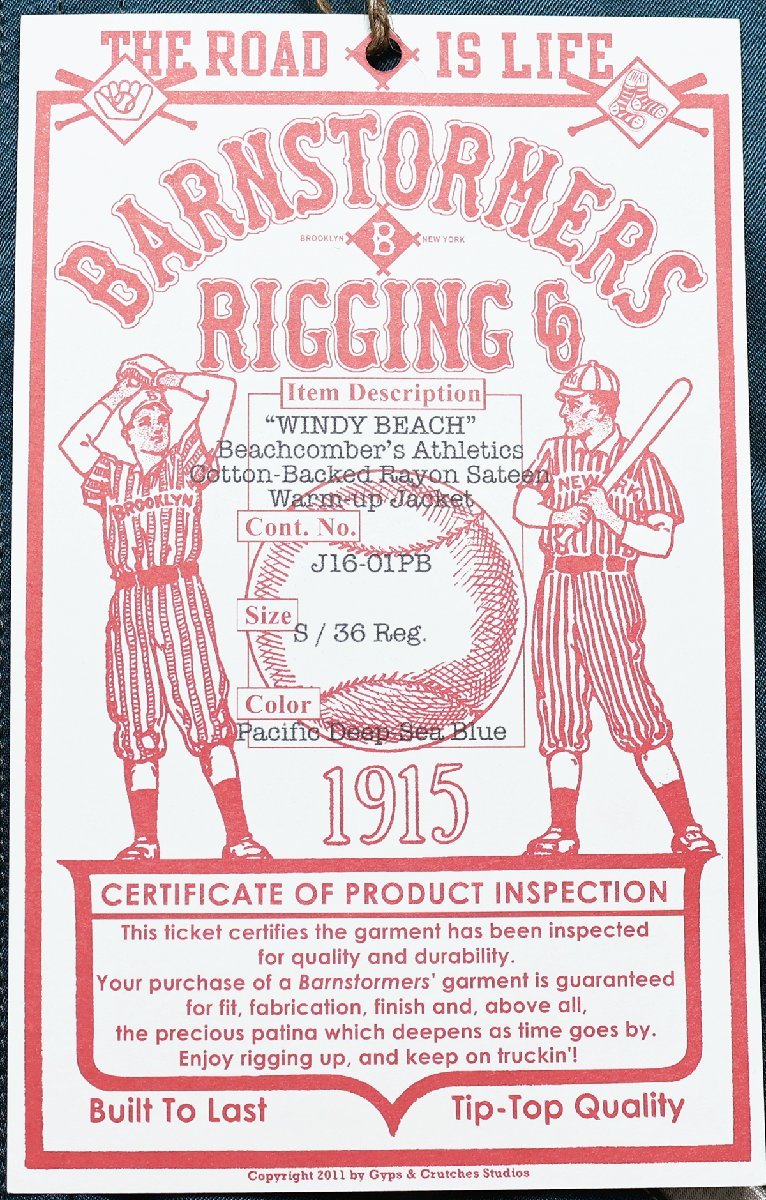 THE ROAD IS LIFE
BARNSTORMERS
BROOKLYN B NEW YORK
RIGGING CO
Item Description
"WINDY BEACH"
Beachcomber's Athletics
Cotton-Backed Rayon Sateen
Warm-up Jacket
BROOKLYN
NEW
Cont. No.
J16-01PB
Size
S / 36 Reg.
Color
Pacific Deep Sea Blue
1915
CERTIFICATE OF PRODUCT INSPECTION
This ticket certifies the garment has been inspected
for quality and durability.
Your purchase of a Barnstormers' garment is guaranteed
for fit, fabrication, finish and, above all,
the precious patina which deepens as time goes by.
Enjoy rigging up, and keep on truckin'!
Built To Last Tip-Top Quality
Copyright 2011 by Gyps & Crutches Studios